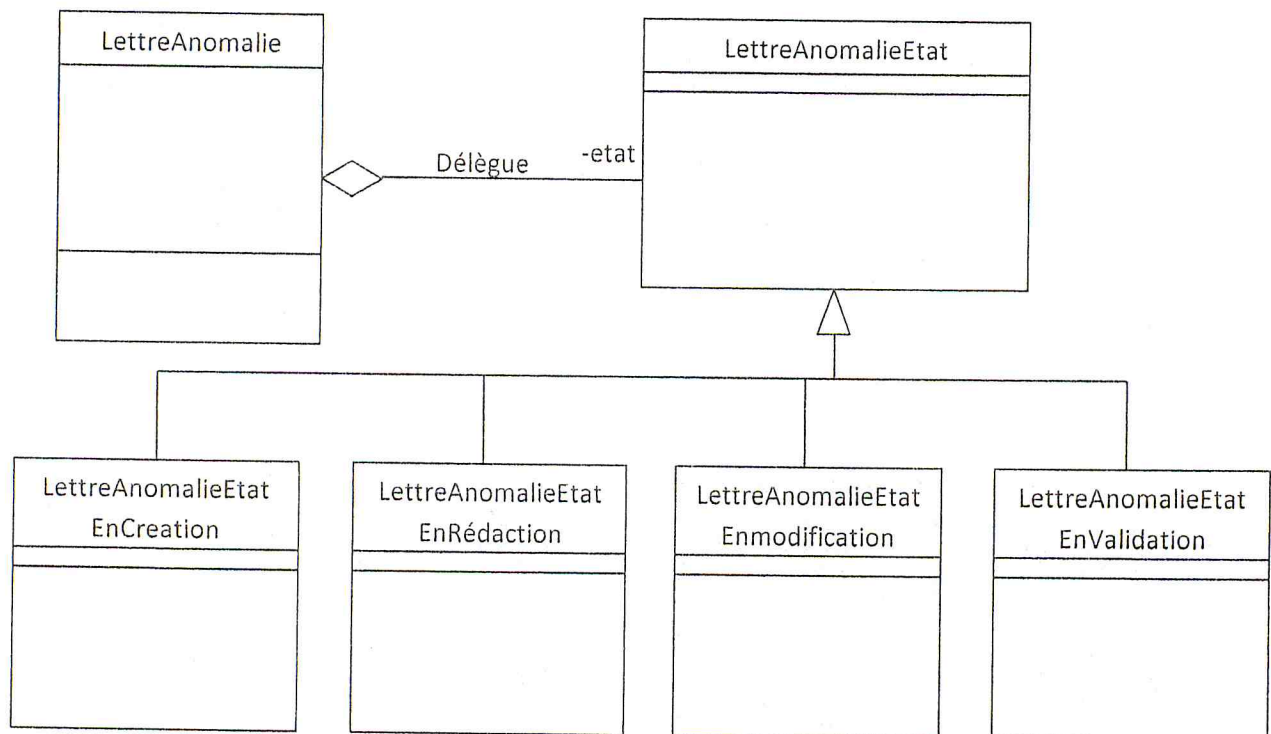 LettreAnomalie
LettreAnomalieEtat
Délègue
-etat
LettreAnomalieEtat
EnCreation
LettreAnomalieEtat
EnRédaction
LettreAnomalieEtat
Enmodification
LettreAnomalieEtat
EnValidation